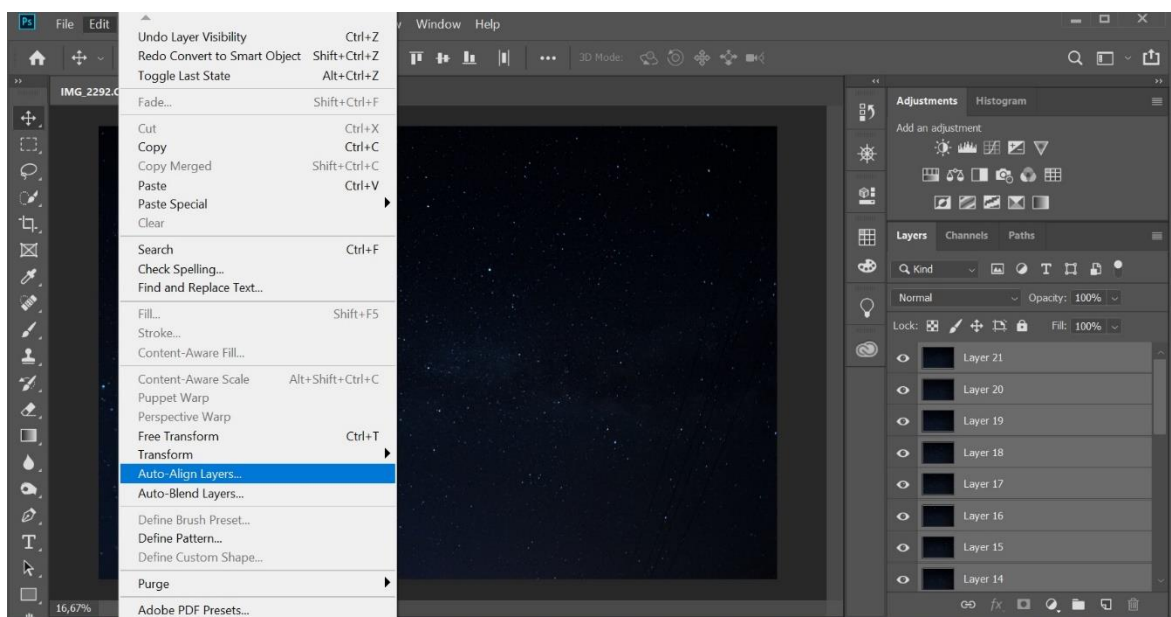 Ps File Edit Window Help
3D Mode:
IMG_2292.C
Undo Layer Visibility Ctrl+Z
Redo Convert to Smart Object Shift+Ctrl+Z
Toggle Last State Alt+Ctrl+Z
Fade... Shift+Ctrl+F
Cut Ctrl+X
Copy Ctrl+C
Copy Merged Shift+Ctrl+C
Paste Ctrl+V
Paste Special
Clear
Search Ctrl+F
Check Spelling...
Find and Replace Text...
Fill... Shift+F5
Stroke...
Content-Aware Fill...
Content-Aware Scale Alt+Shift+Ctrl+C
Puppet Warp
Perspective Warp
Free Transform Ctrl+T
Transform
Auto-Align Layers...
Auto-Blend Layers...
Define Brush Preset...
Define Pattern...
Define Custom Shape...
Purge
Adobe PDF Presets...
16,67%
Adjustments Histogram
Add an adjustment
Layers Channels Paths
Kind
Normal Opacity: 100%
Lock: Fill: 100%
Layer 21
Layer 20
Layer 19
Layer 18
Layer 17
Layer 16
Layer 15
Layer 14
fx